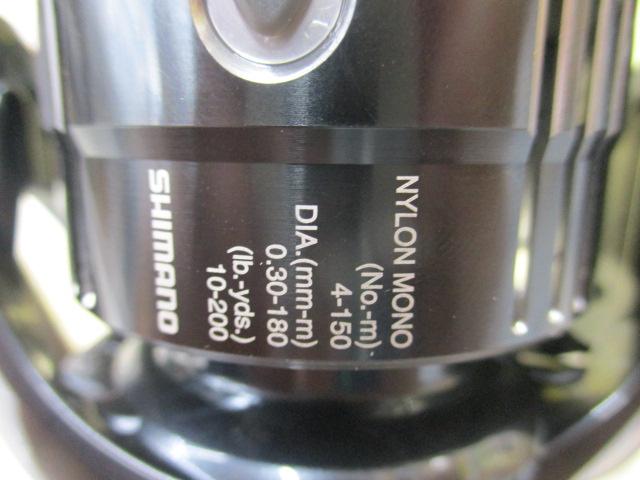 NYLON MONO
(No.-m)
4-150
DIA.(mm-m)
0.30-180
(lb.-yds.)
10-200
SHIMANO